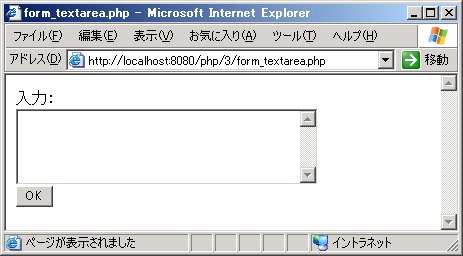 form_textarea.php - Microsoft Internet Explorer
ファイル(F) 編集(E) 表示(V) お気に入り(A) ツール(T) ヘルプ(H)
アドレス(D) http://localhost:8080/php/3/form_textarea.php 移動
入力:
OK
ページが表示されました イントラネット